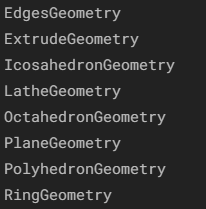 EdgesGeometry
ExtrudeGeometry
IcosahedronGeometry
LatheGeometry
OctahedronGeometry
PlaneGeometry
PolyhedronGeometry
RingGeometry